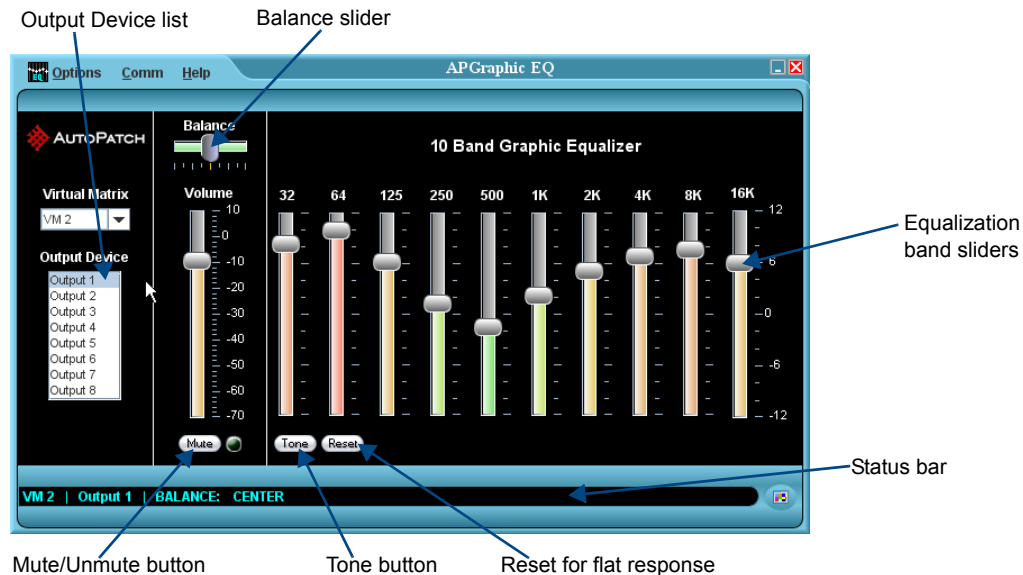 Output Device list
Balance slider
EQ
Options Comm Help
APGraphic EQ
AUTOPATCH
Balance
10 Band Graphic Equalizer
Virtual Matrix
VM 2
Volume
32 64 125 250 500 1K 2K 4K 8K 16K
10
0
-10
-20
-30
-40
-50
-60
-70
12
6
0
-6
-12
Output Device
Output 1
Output 2
Output 3
Output 4
Output 5
Output 6
Output 7
Output 8
Equalization
band sliders
Mute
Tone
Reset
Status bar
VM 2 | Output 1 | BALANCE: CENTER
Mute/Unmute button
Tone button
Reset for flat response